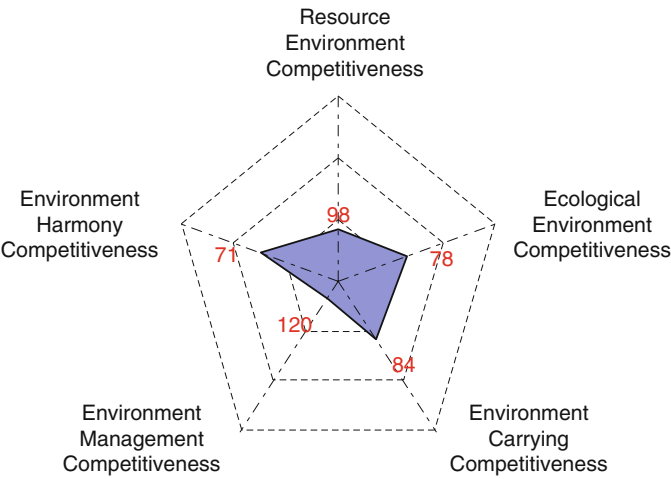 Resource
Environment
Competitiveness
Environment
Harmony
Competitiveness
Ecological
Environment
Competitiveness
98
71
78
120
84
Environment
Management
Competitiveness
Environment
Carrying
Competitiveness